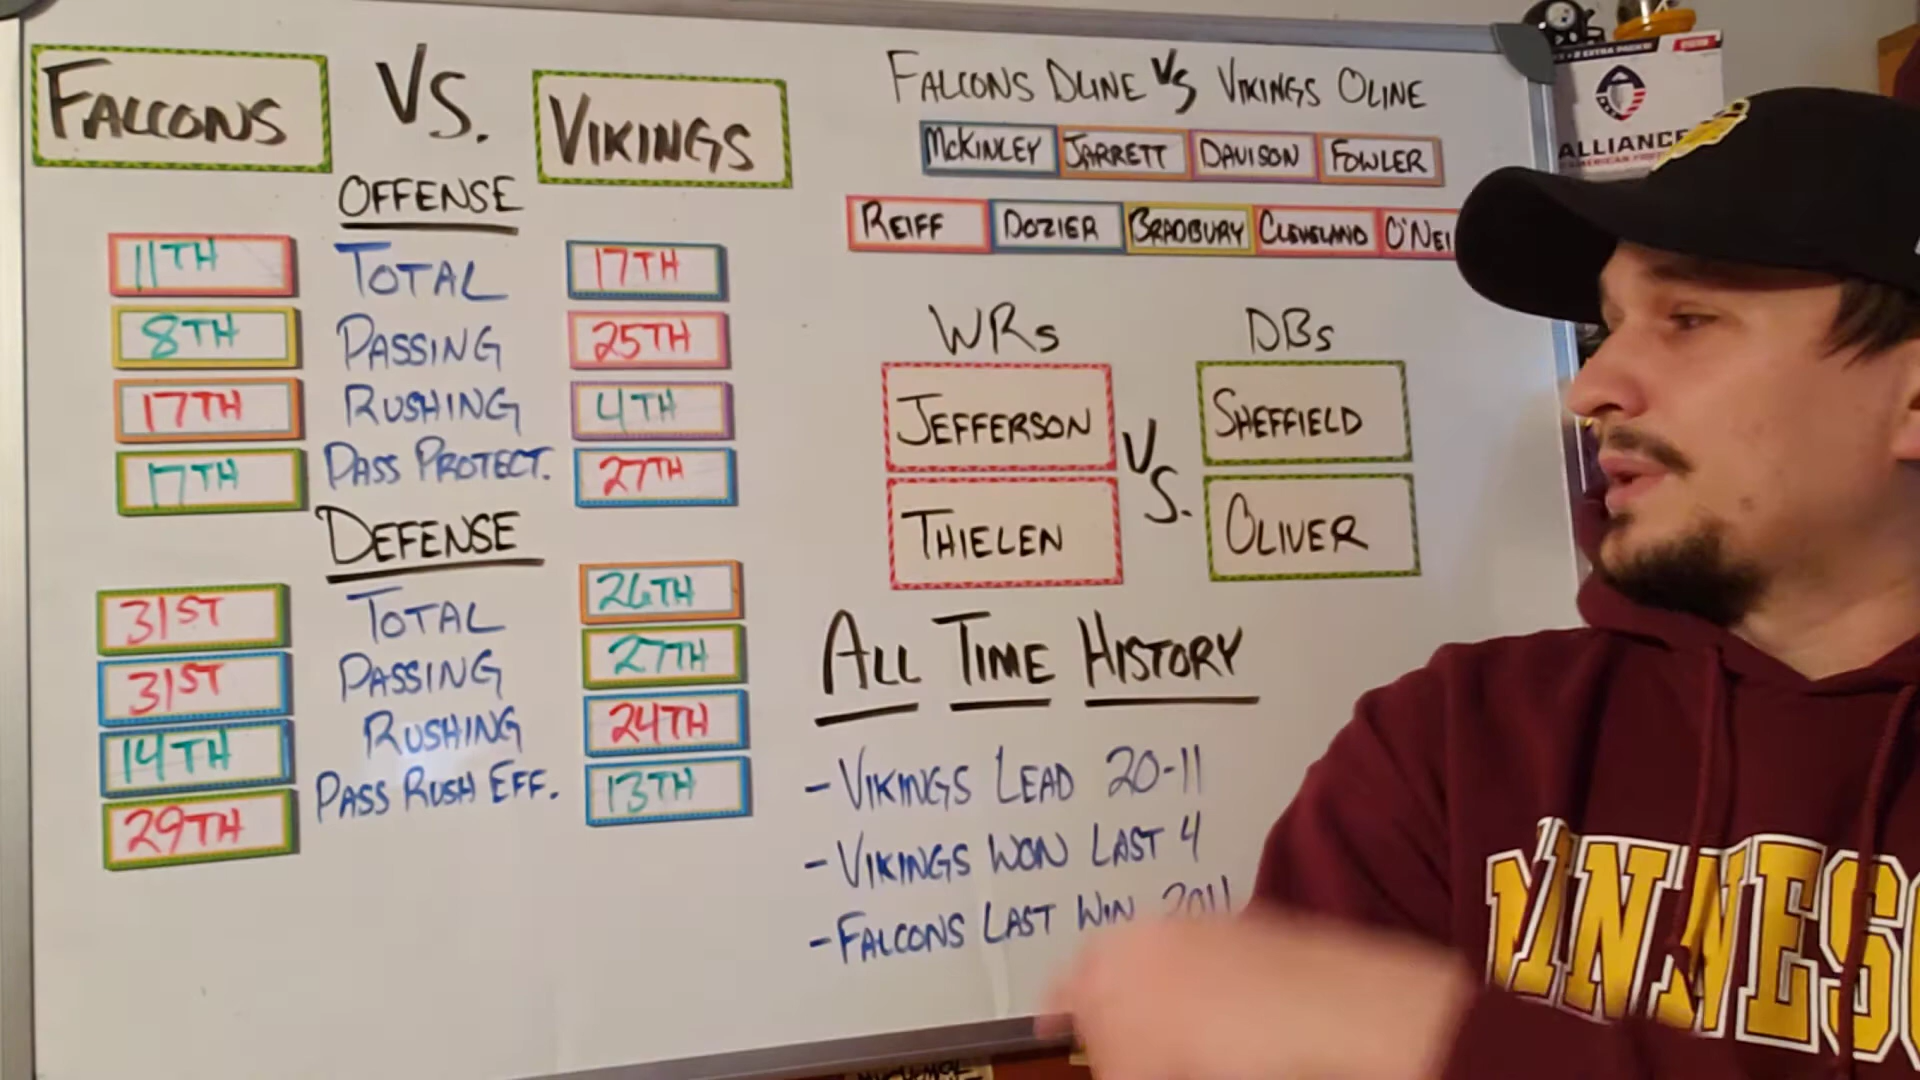 FALCONS VS. VIKINGS
OFFENSE
11TH TOTAL 17TH
8TH PASSING 25TH
17TH RUSHING 4TH
17TH PASS PROTECT. 27TH
DEFENSE
31ST TOTAL 26TH
31ST PASSING 27TH
14TH RUSHING 24TH
29TH PASS RUSH EFF. 13TH
FALCONS DLINE VS VIKINGS OLINE
MCKINLEY JARRETT DAVISON FOWLER
REIFF DOZIER BRADBURY CLEVELAND O'NEI
WRS DBS
JEFFERSON VS. SHEFFIELD
THIELEN OLIVER
ALL TIME HISTORY
- VIKINGS LEAD 20-11
- VIKINGS WON LAST 4
- FALCONS LAST WIN 2011
ALLIANCE
MINNESO